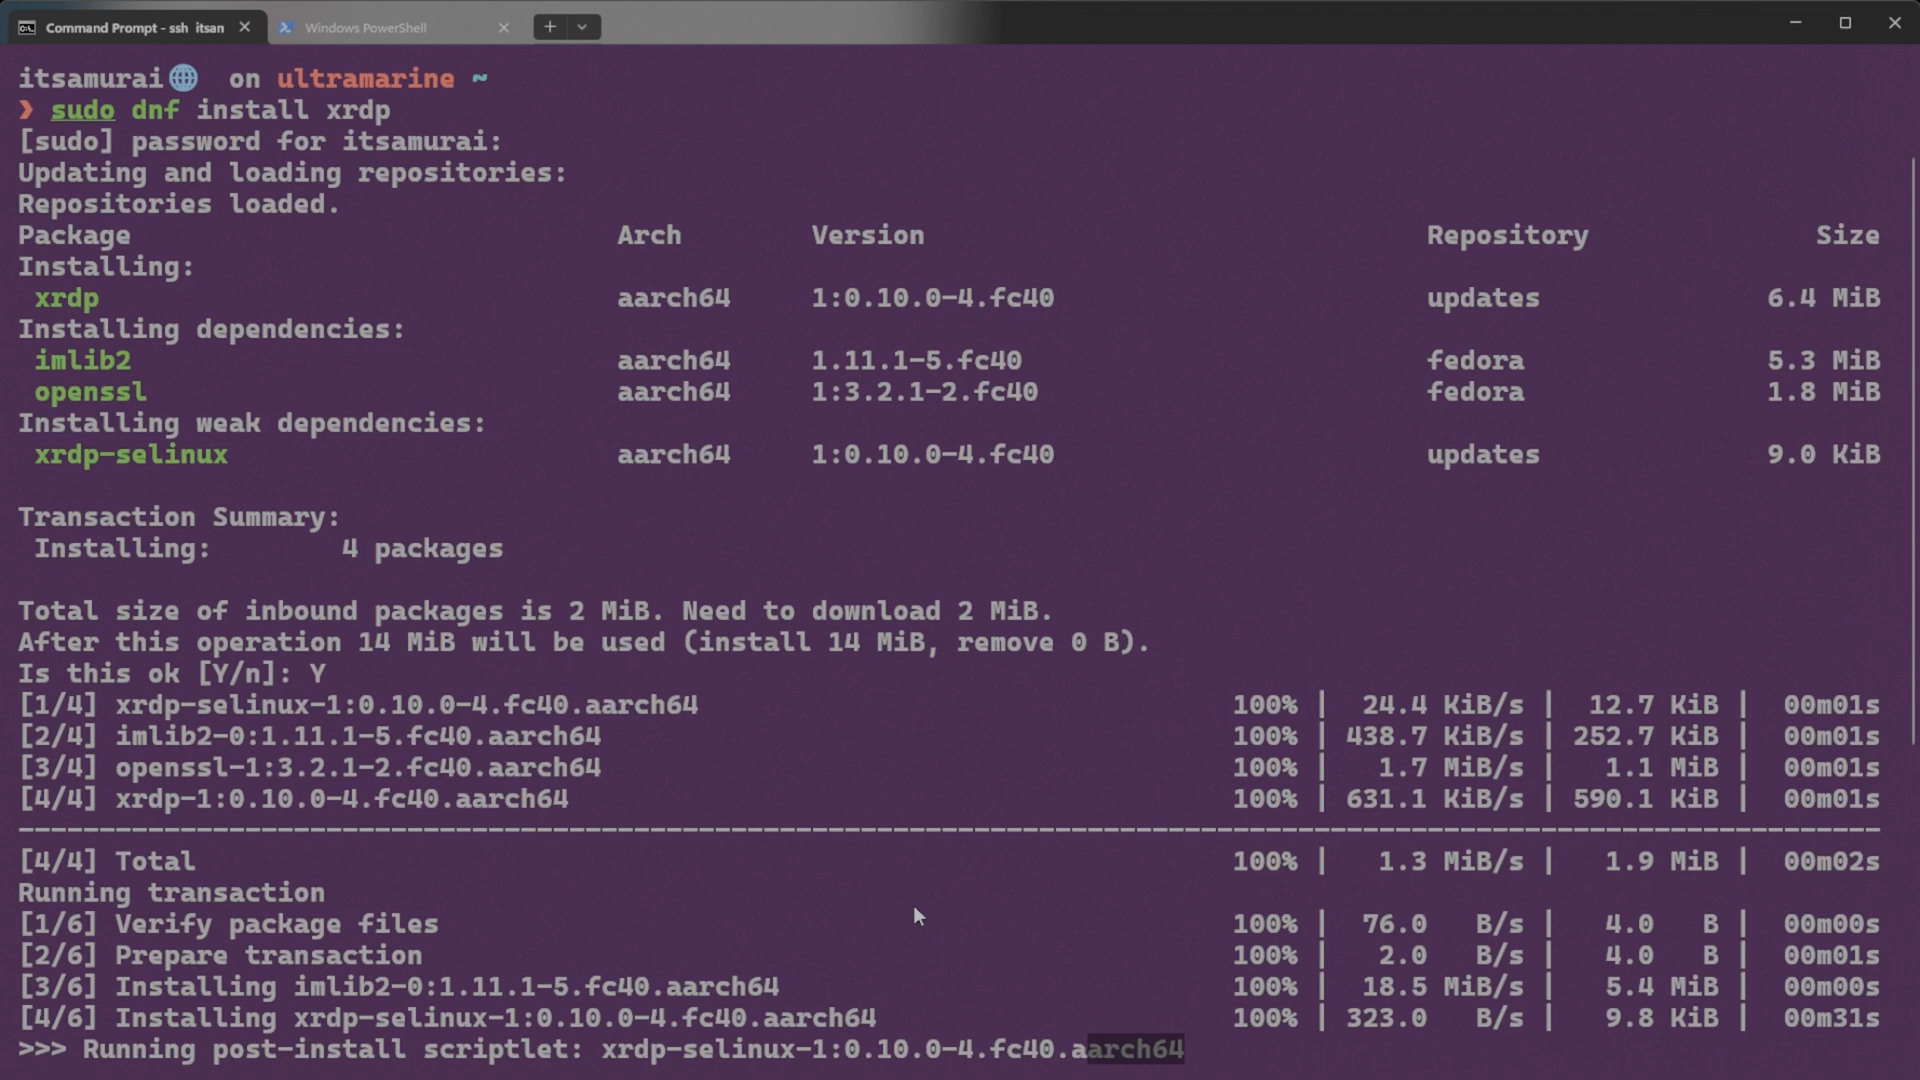 Command Prompt - ssh itsan
Windows PowerShell
itsamurai on ultramarine ~
❯ sudo dnf install xrdp
[sudo] password for itsamurai:
Updating and loading repositories:
Repositories loaded.
Package Arch Version Repository Size
Installing:
xrdp aarch64 1:0.10.0-4.fc40 updates 6.4 MiB
Installing dependencies:
imlib2 aarch64 1.11.1-5.fc40 fedora 5.3 MiB
openssl aarch64 1:3.2.1-2.fc40 fedora 1.8 MiB
Installing weak dependencies:
xrdp-selinux aarch64 1:0.10.0-4.fc40 updates 9.0 KiB
Transaction Summary:
Installing: 4 packages
Total size of inbound packages is 2 MiB. Need to download 2 MiB.
After this operation 14 MiB will be used (install 14 MiB, remove 0 B).
Is this ok [Y/n]: Y
[1/4] xrdp-selinux-1:0.10.0-4.fc40.aarch64 100% | 24.4 KiB/s | 12.7 KiB | 00m01s
[2/4] imlib2-0:1.11.1-5.fc40.aarch64 100% | 438.7 KiB/s | 252.7 KiB | 00m01s
[3/4] openssl-1:3.2.1-2.fc40.aarch64 100% | 1.7 MiB/s | 1.1 MiB | 00m01s
[4/4] xrdp-1:0.10.0-4.fc40.aarch64 100% | 631.1 KiB/s | 590.1 KiB | 00m01s
--------------------------------------------------------------------------------
[4/4] Total 100% | 1.3 MiB/s | 1.9 MiB | 00m02s
Running transaction
[1/6] Verify package files 100% | 76.0 B/s | 4.0 B | 00m00s
[2/6] Prepare transaction 100% | 2.0 B/s | 4.0 B | 00m01s
[3/6] Installing imlib2-0:1.11.1-5.fc40.aarch64 100% | 18.5 MiB/s | 5.4 MiB | 00m00s
[4/6] Installing xrdp-selinux-1:0.10.0-4.fc40.aarch64 100% | 323.0 B/s | 9.8 KiB | 00m31s
>>> Running post-install scriptlet: xrdp-selinux-1:0.10.0-4.fc40.aarch64